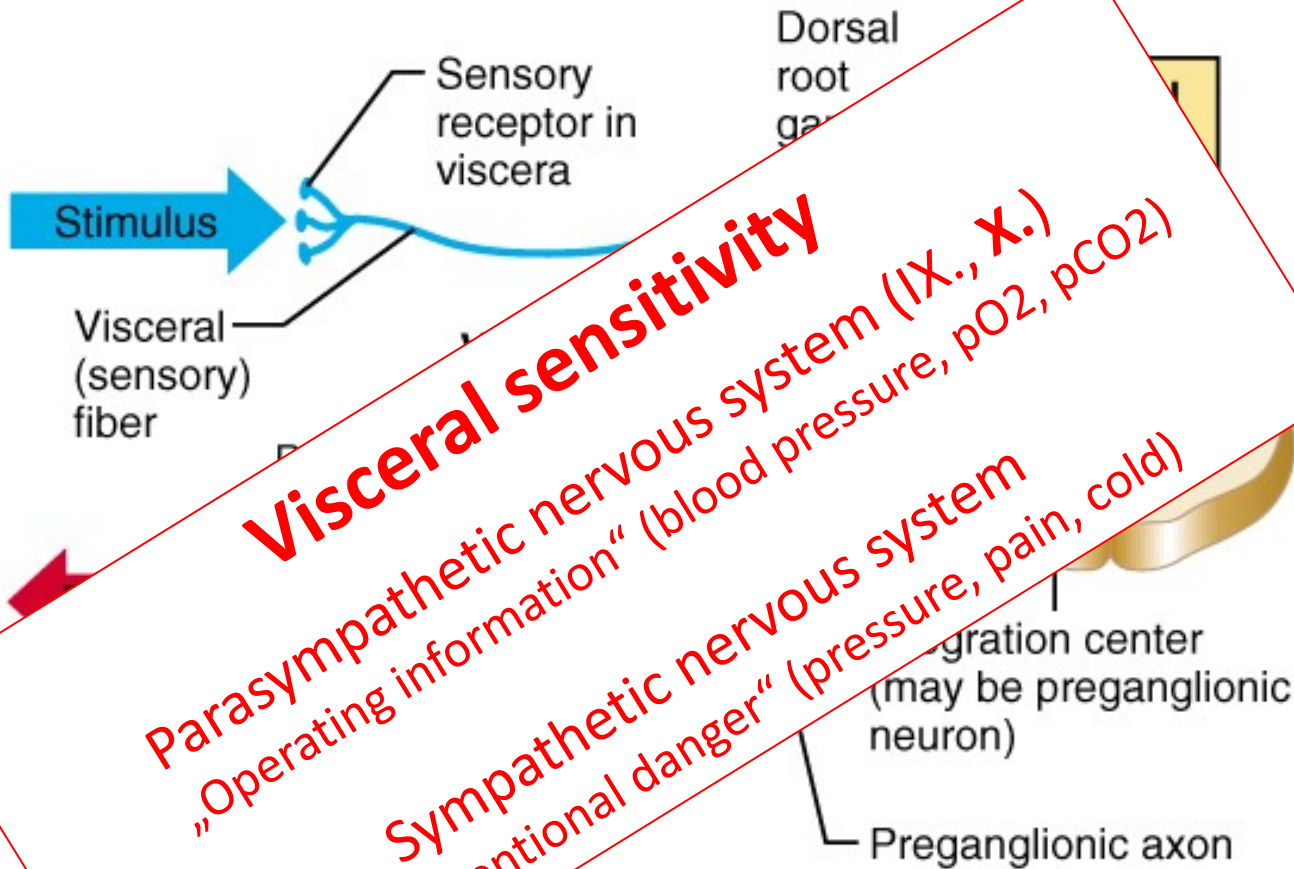 Dorsal
root
Sensory
receptor in
viscera
Stimulus
Visceral
(sensory)
fiber
Visceral sensitivity
Parasympathetic nervous system (IX., X.)
„Operating information“ (blood pressure, pO2, pCO2)
Sympathetic nervous system
danger“ (pressure, pain, cold)
center
(may be preganglionic
neuron)
Preganglionic axon